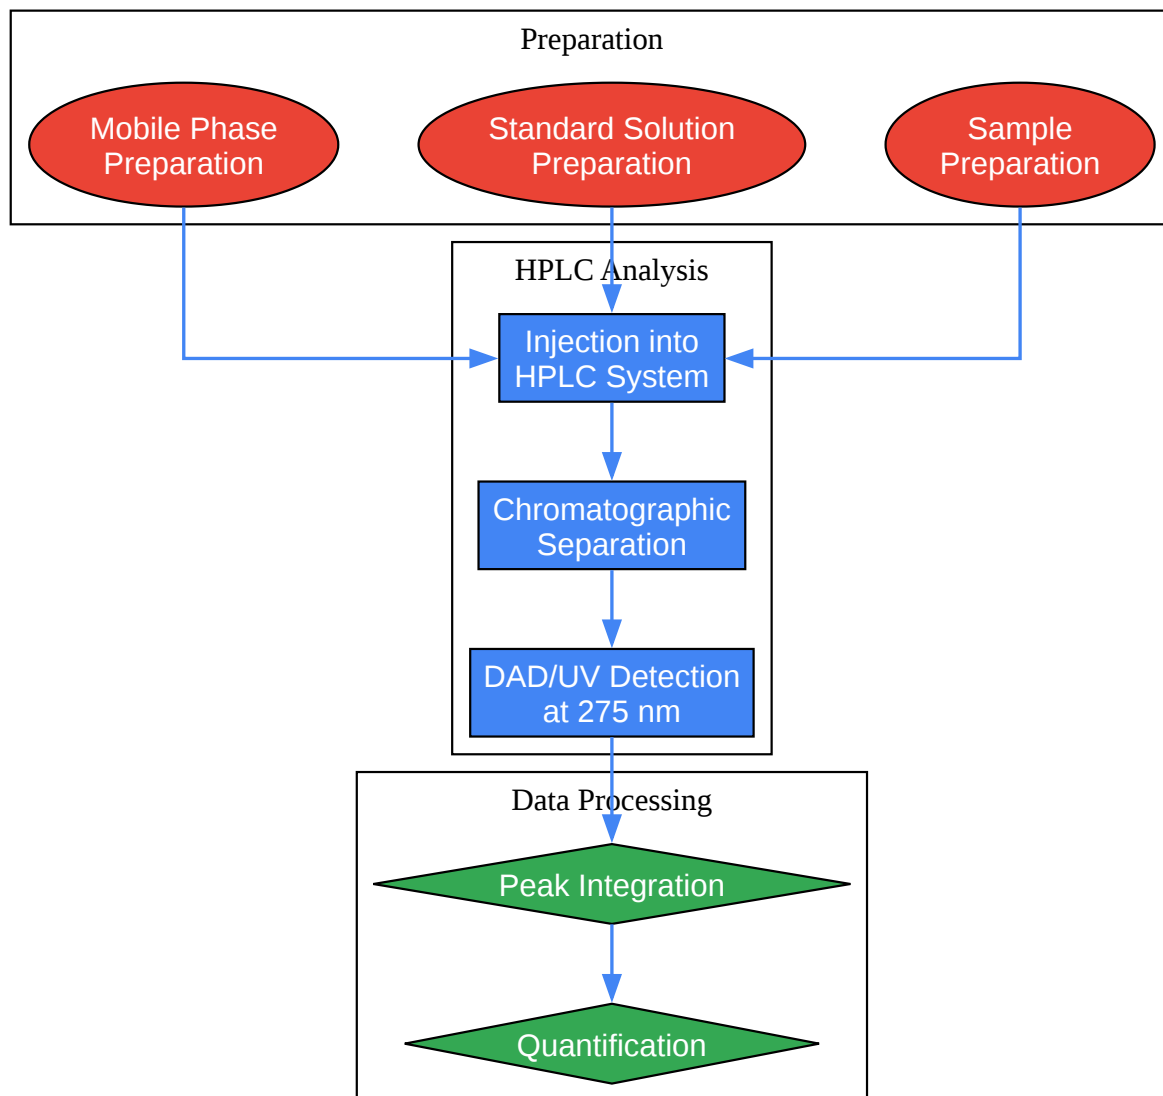 Preparation
Mobile Phase
Preparation
Standard Solution
Preparation
Sample
Preparation
HPLC Analysis
Injection into
HPLC System
Chromatographic
Separation
DAD/UV Detection
at 275 nm
Data Processing
Peak Integration
Quantification